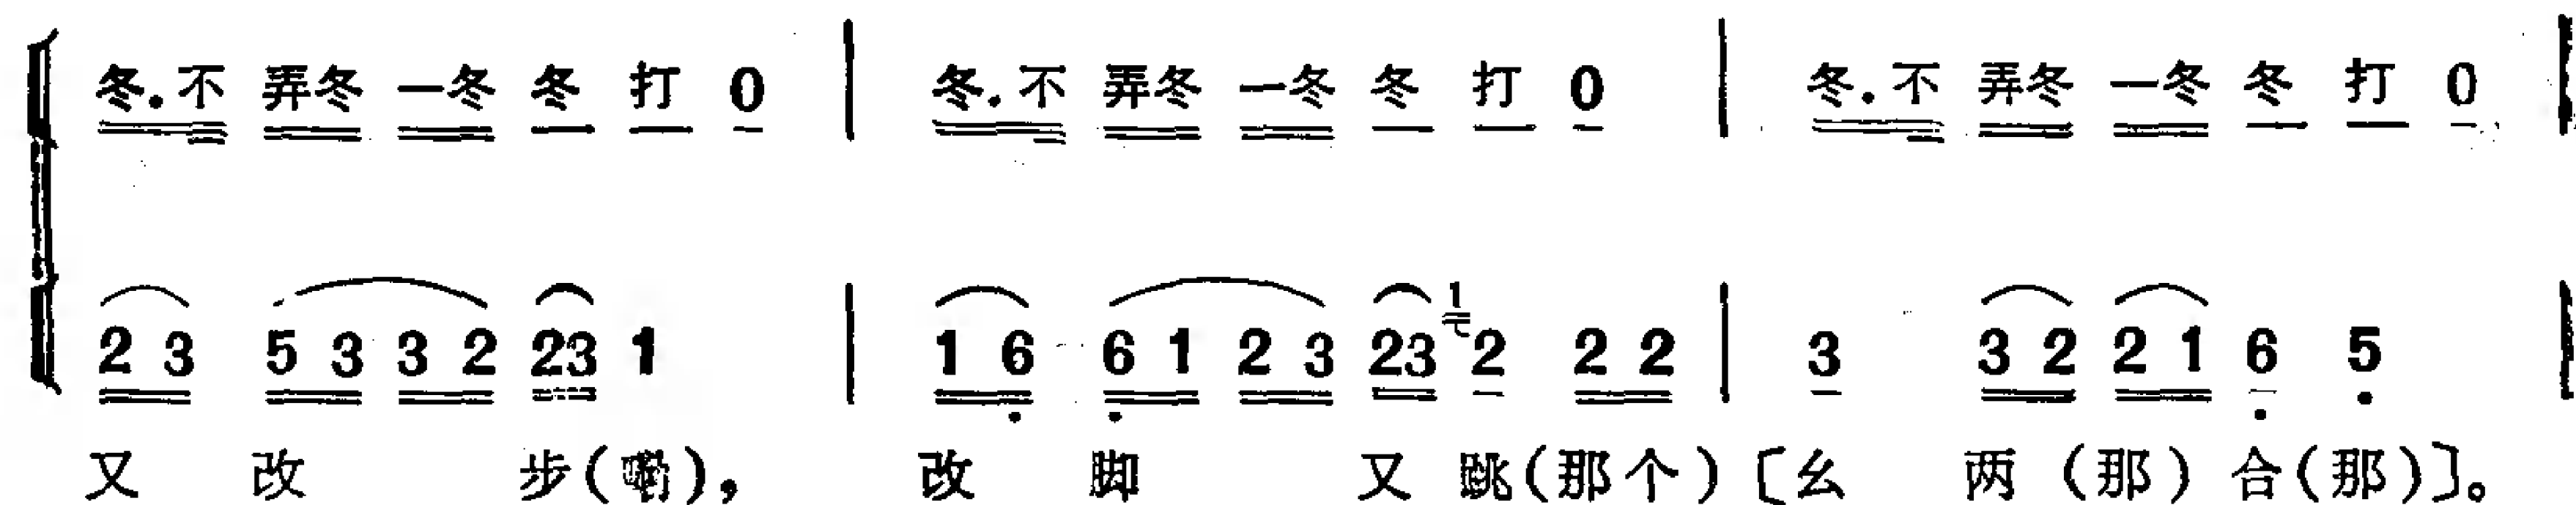 冬.不 弄冬 一冬 冬 打 0 | 冬.不 弄冬 一冬 冬 打 0 | 冬.不 弄冬 一冬 冬 打 0
2 3 5 3 3 2 23 1 | 1 6 6 1 2 3 23 1 2 2 2 | 3 3 2 2 1 6 5
又 改 步( ), 改 脚 又 跳(那个)〔幺 两 (那) 合(那)〕。